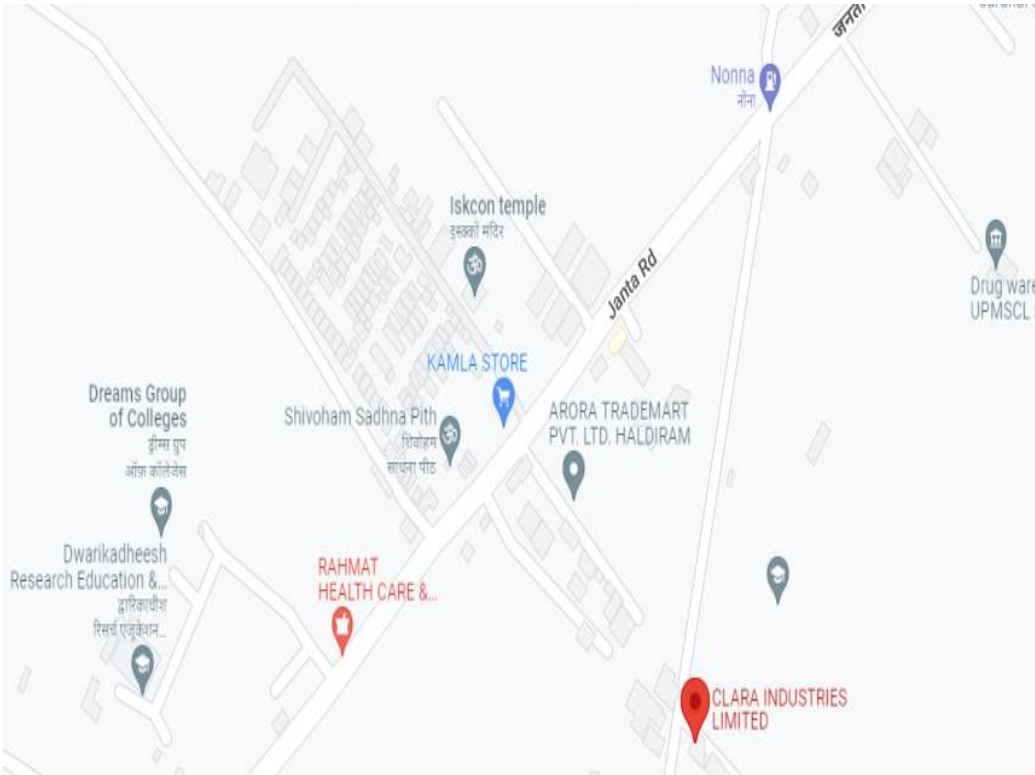 जनता
Nonna
नोंना
Iskcon temple
इस्क्कों मंदिर
Drug ware
UPMSCL
Janta Rd
KAMLA STORE
Dreams Group
of Colleges
ड्रीम्स ग्रुप
ऑफ़ कॉलेजेस
Shivoham Sadhna Pith
शिवोहम
साधना पीठ
ARORA TRADEMART
PVT. LTD. HALDIRAM
Dwarikadheesh
Research Education &...
द्वारिकाधीश
रिसर्च एजुकेशन...
RAHMAT
HEALTH CARE &...
CLARA INDUSTRIES
LIMITED